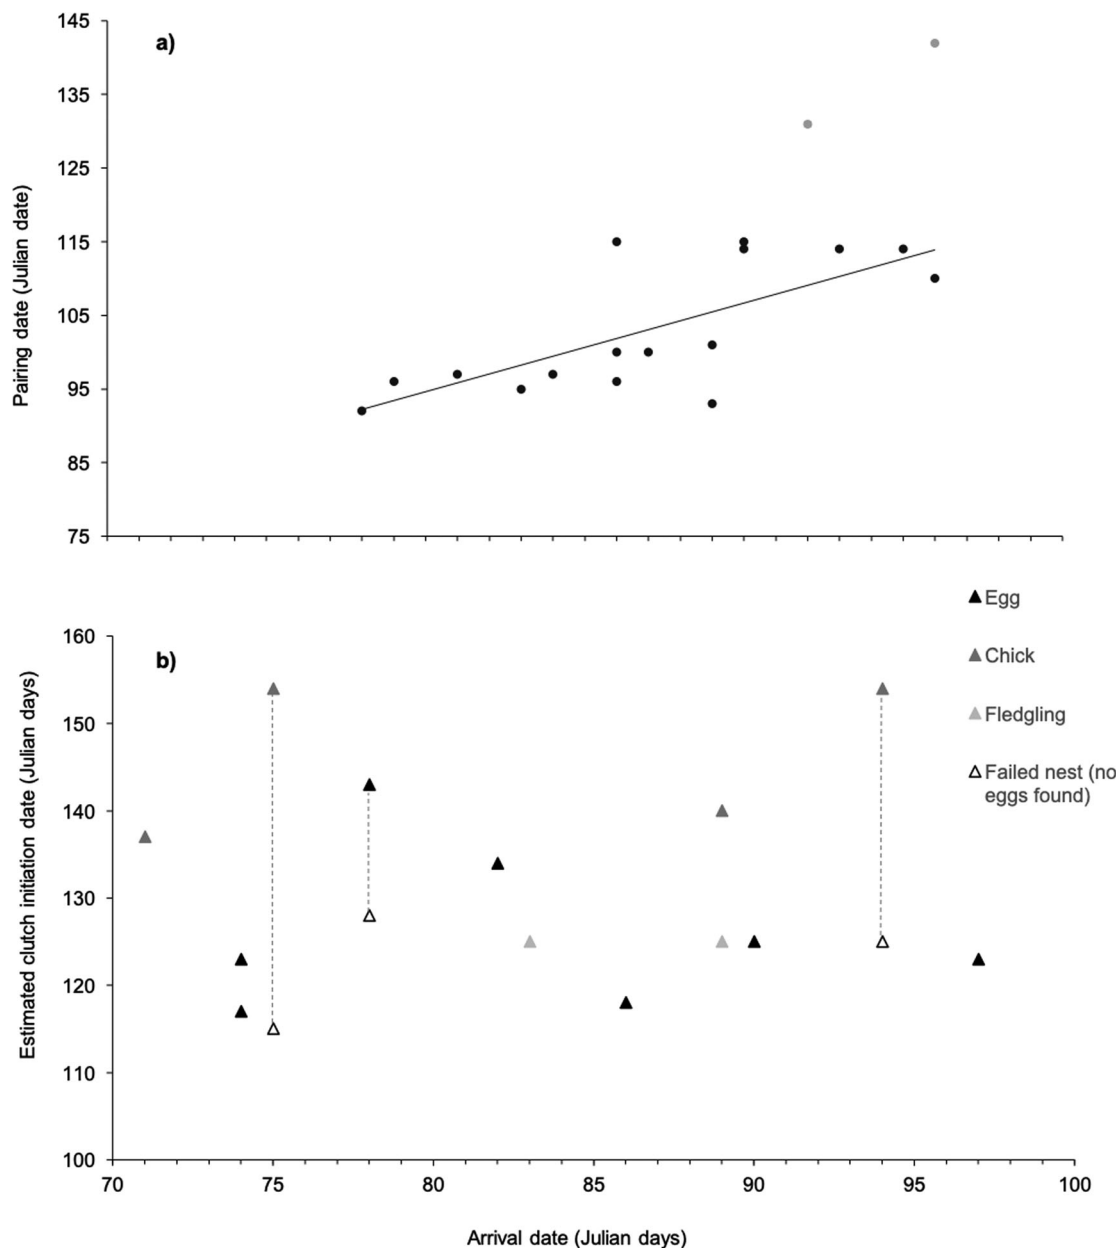 a)
145
135
125
115
105
95
85
75
Pairing date (Julian date)
b)
160
150
140
130
120
110
100
Estimated clutch initiation date (Julian days)
Egg
Chick
Fledgling
Failed nest (no
eggs found)
70 75 80 85 90 95 100
Arrival date (Julian days)